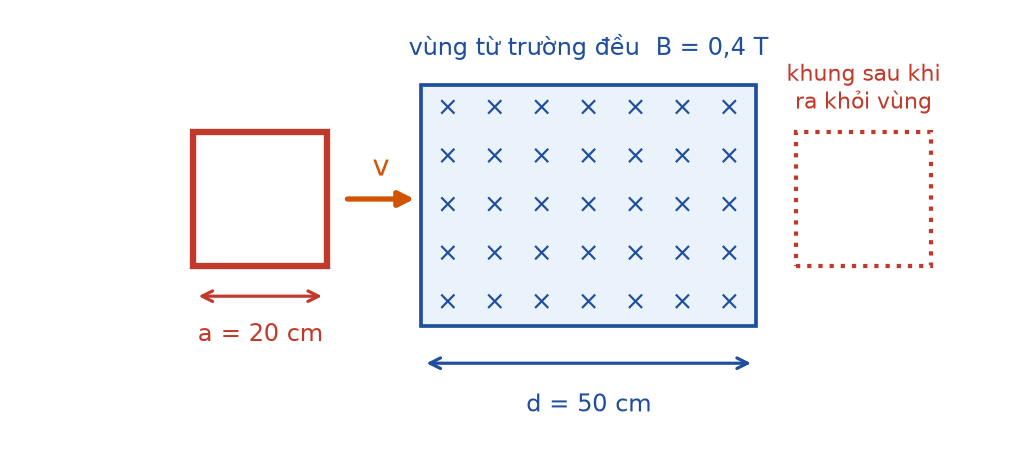 vùng từ trường đều  B = 0,4 T
khung sau khi
ra khỏi vùng
v
a = 20 cm
d = 50 cm